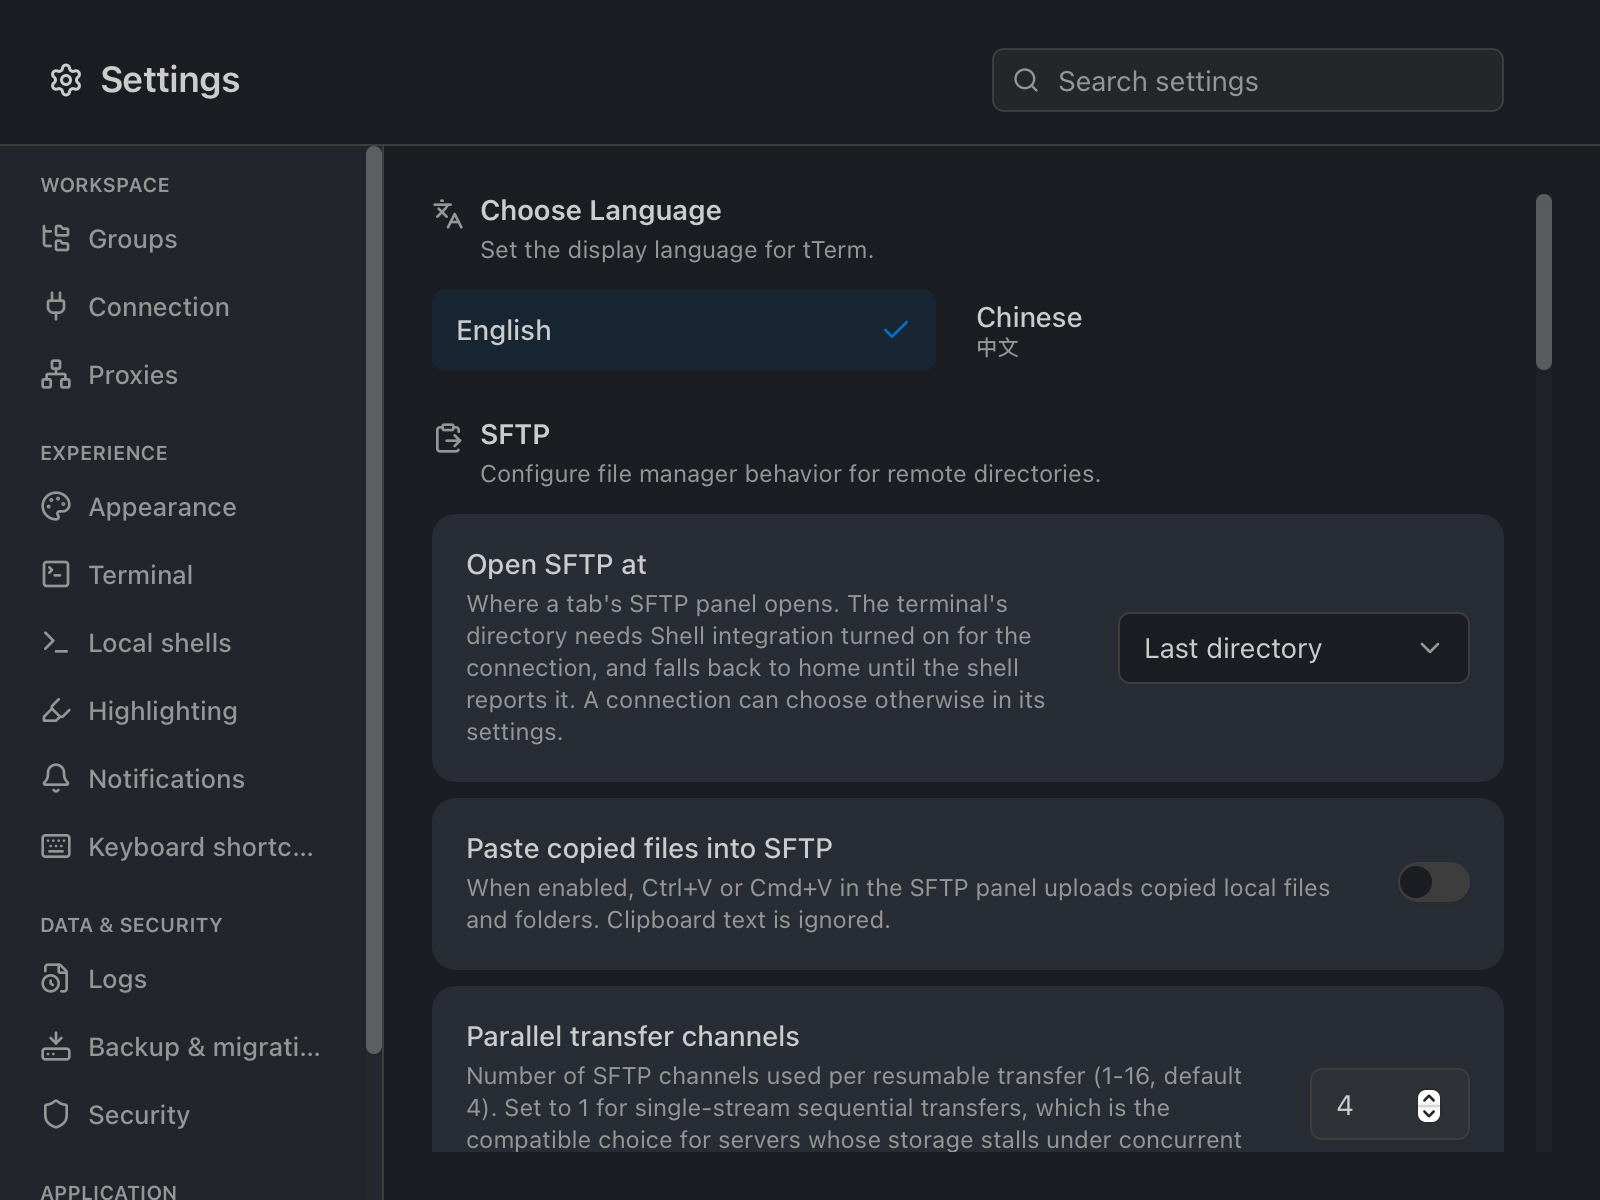 Settings
Search settings
WORKSPACE
Groups
Connection
Proxies
EXPERIENCE
Appearance
Terminal
Local shells
Highlighting
Notifications
Keyboard shortc...
DATA & SECURITY
Logs
Backup & migrati...
Security
APPLICATION
Choose Language
Set the display language for tTerm.
English
Chinese
中文
SFTP
Configure file manager behavior for remote directories.
Open SFTP at
Where a tab's SFTP panel opens. The terminal's
directory needs Shell integration turned on for the
connection, and falls back to home until the shell
reports it. A connection can choose otherwise in its
settings.
Last directory
Paste copied files into SFTP
When enabled, Ctrl+V or Cmd+V in the SFTP panel uploads copied local files
and folders. Clipboard text is ignored.
Parallel transfer channels
Number of SFTP channels used per resumable transfer (1-16, default
4). Set to 1 for single-stream sequential transfers, which is the
compatible choice for servers whose storage stalls under concurrent
4